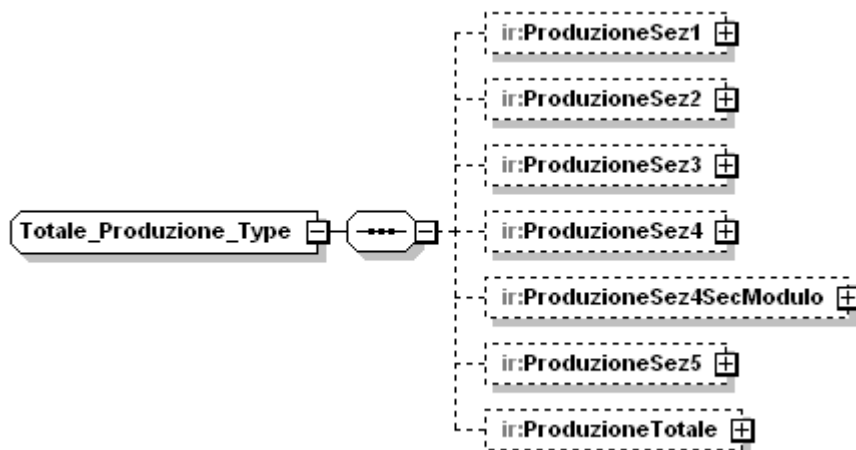 ir:ProduzioneSez1
ir:ProduzioneSez2
ir:ProduzioneSez3
Totale_Produzione_Type
ir:ProduzioneSez4
ir:ProduzioneSez4SecModulo
ir:ProduzioneSez5
ir:ProduzioneTotale